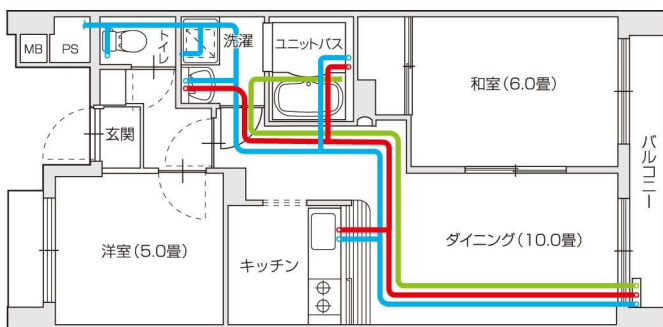 MB
PS
トイレ
洗濯
ユニットバス
和室(6.0畳)
玄関
バルコニー
洋室(5.0畳)
キッチン
ダイニング(10.0畳)